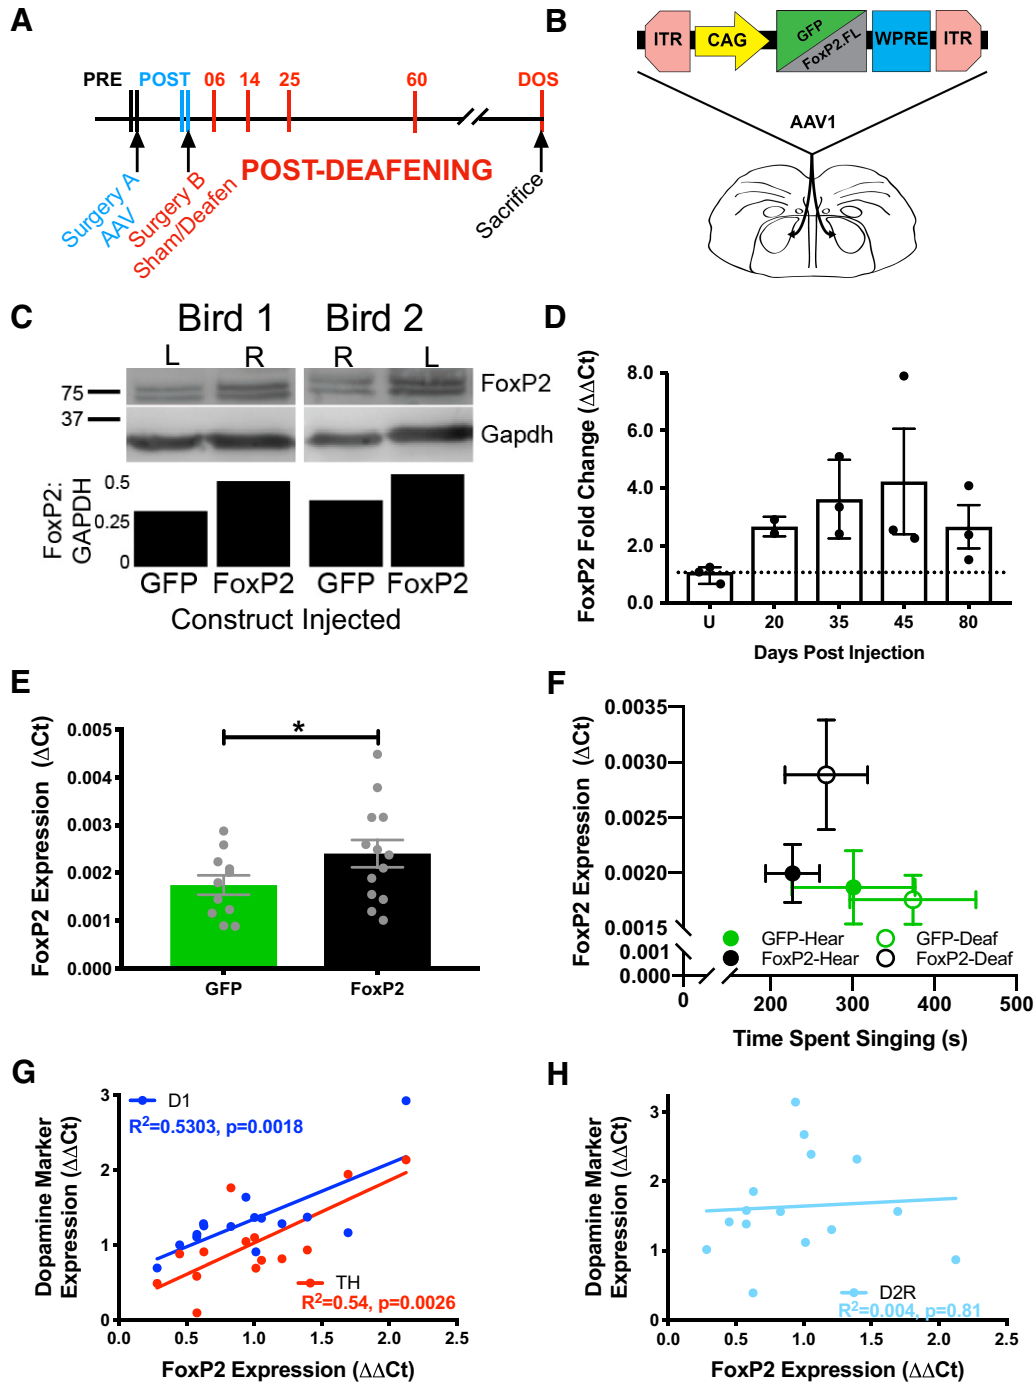 A
PRE
POST
06
14
25
60
DOS
POST-DEAFENING
Surgery A
AAV
Surgery B
Sham/Deafen
Sacrifice
B
ITR
CAG
GFP
FoxP2.FL
WPRE
ITR
AAV1
C
Bird 1
Bird 2
L
R
R
L
75
37
FoxP2
Gapdh
FoxP2:
GAPDH
0.5
0.25
0
GFP
FoxP2
GFP
FoxP2
Construct Injected
D
FoxP2 Fold Change (ΔΔCt)
8.0
6.0
4.0
2.0
0.0
U
20
35
45
80
Days Post Injection
E
FoxP2 Expression (ΔCt)
0.005
0.004
0.003
0.002
0.001
0.000
*
GFP
FoxP2
F
FoxP2 Expression (ΔCt)
0.0035
0.0030
0.0025
0.0020
0.0015
0.001
0.000
GFP-Hear
GFP-Deaf
FoxP2-Hear
FoxP2-Deaf
0
200
300
400
500
Time Spent Singing (s)
G
Dopamine Marker
Expression (ΔΔCt)
3
2
1
0
D1
R²=0.5303, p=0.0018
TH
R²=0.54, p=0.0026
0.0
0.5
1.0
1.5
2.0
2.5
FoxP2 Expression (ΔΔCt)
H
Dopamine Marker
Expression (ΔΔCt)
3
2
1
0
D2R
R²=0.004, p=0.81
0.0
0.5
1.0
1.5
2.0
2.5
FoxP2 Expression (ΔΔCt)